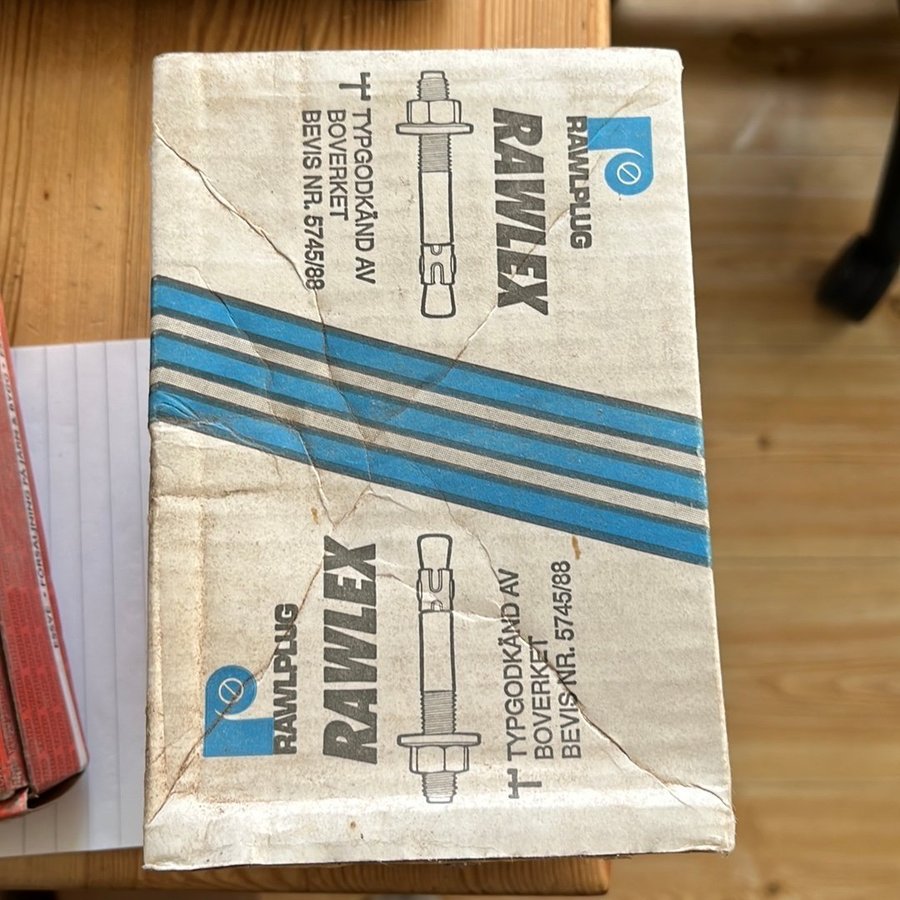 RAWLPLUG
RAWLEX
TYPGODKÄND AV
BOVERKET
BEVIS NR. 5745/88
RAWLPLUG
RAWLEX
TYPGODKÄND AV
BOVERKET
BEVIS NR. 5745/88